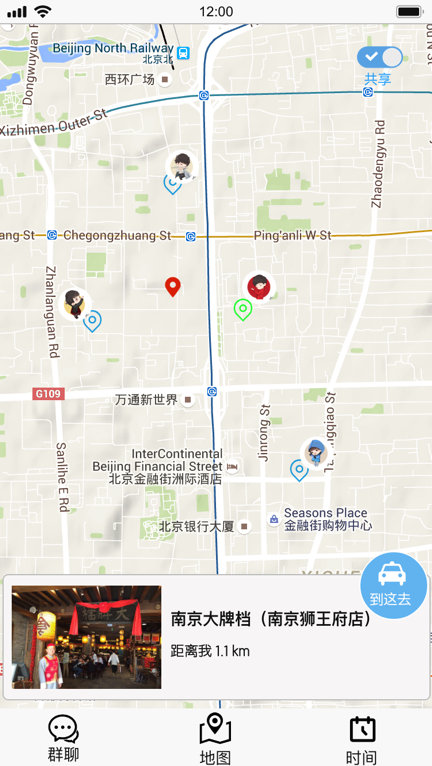 12:00
Dongwuyuan R
Beijing North Railway
北京北
西环广场
共享
Xizhimen Outer St
Zhaodengyu Rd
ang St
Chegongzhuang St
Ping'anli W St
Zhanlanguan Rd
G109
万通新世界
Jinrong St
Sanlihe E Rd
InterContinental
Beijing Financial Street
北京金融街洲际酒店
Seasons Place
金融街购物中心
北京银行大厦
到这去
南京大牌档（南京狮王府店）
距离我 1.1 km
群聊
地图
时间